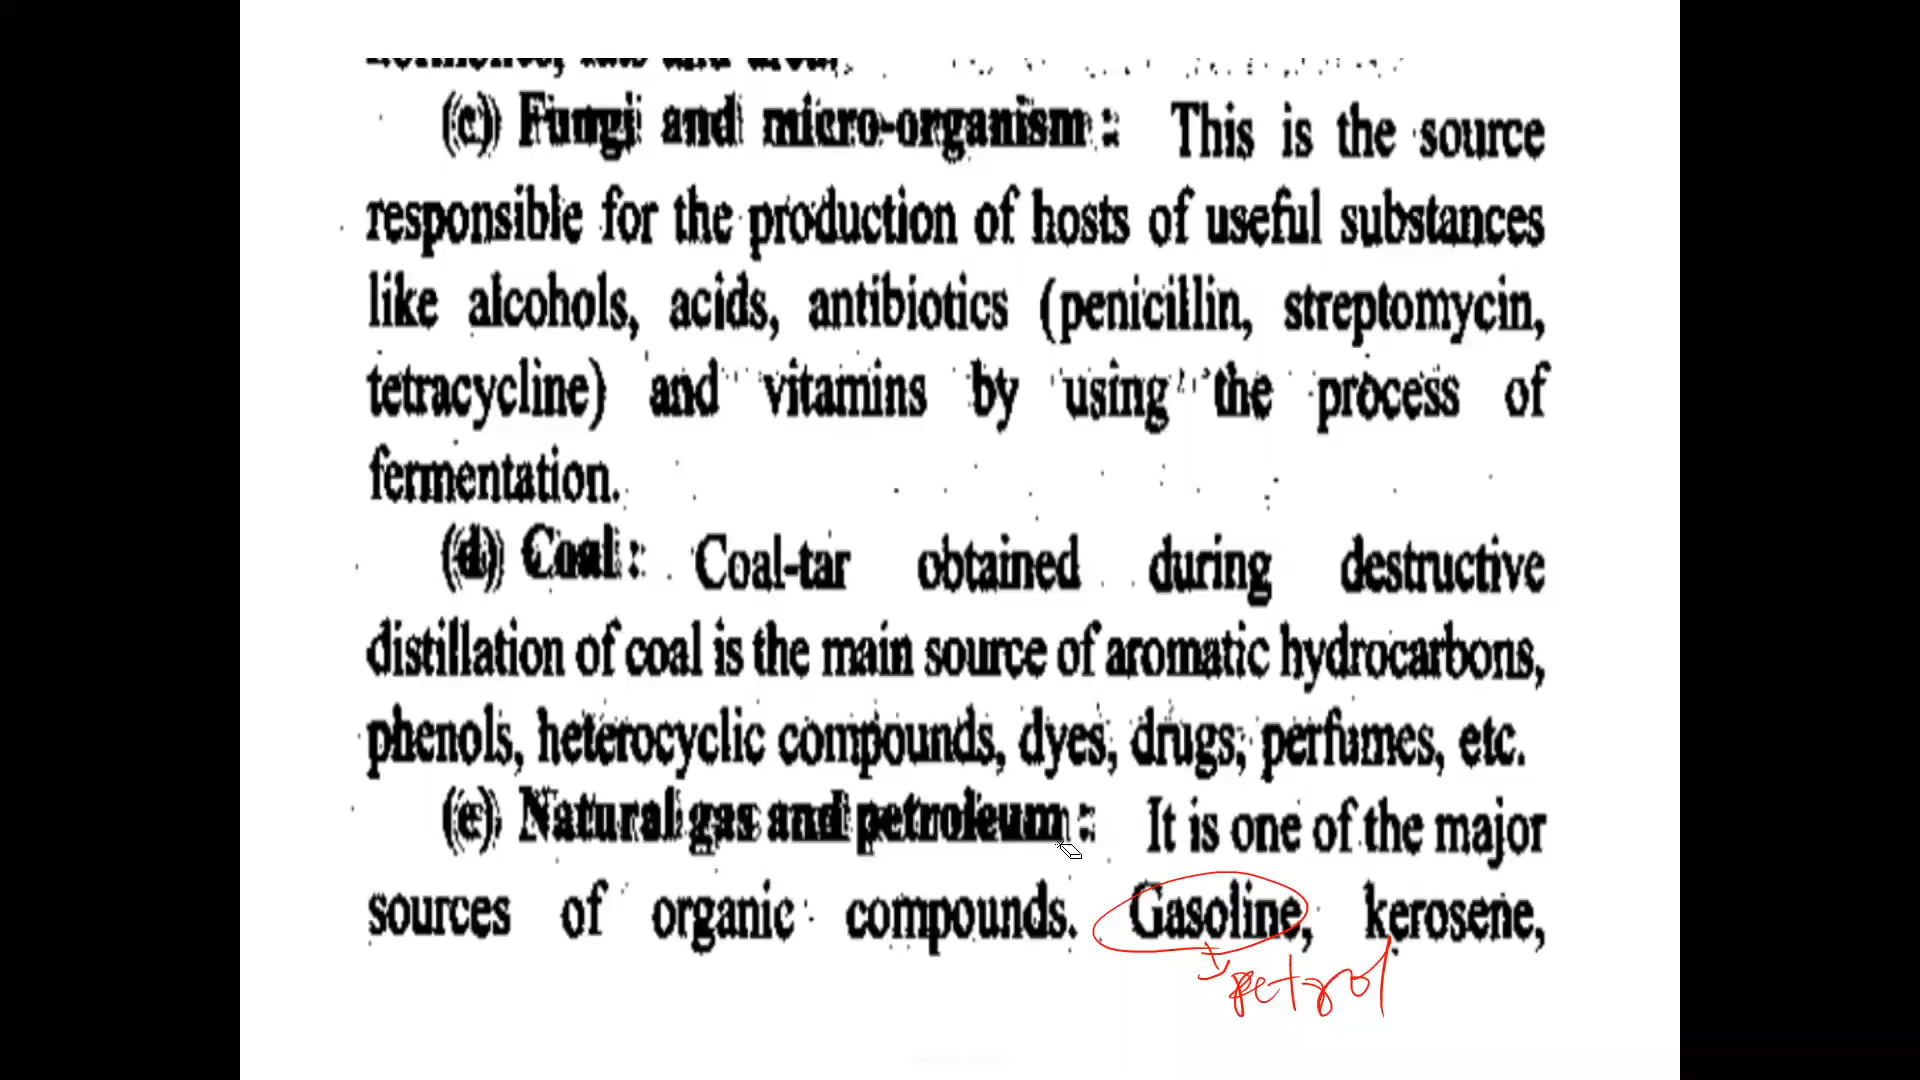 (c) Fungi and micro-organism : This is the source
responsible for the production of hosts of useful substances
like alcohols, acids, antibiotics (penicillin, streptomycin,
tetracycline) and vitamins by using the process of
fermentation.
(d) Coal : Coal-tar obtained during destructive
distillation of coal is the main source of aromatic hydrocarbons,
phenols, heterocyclic compounds, dyes, drugs, perfumes, etc.
(e) Natural gas and petroleum : It is one of the major
sources of organic compounds. Gasoline, kerosene,
petrol